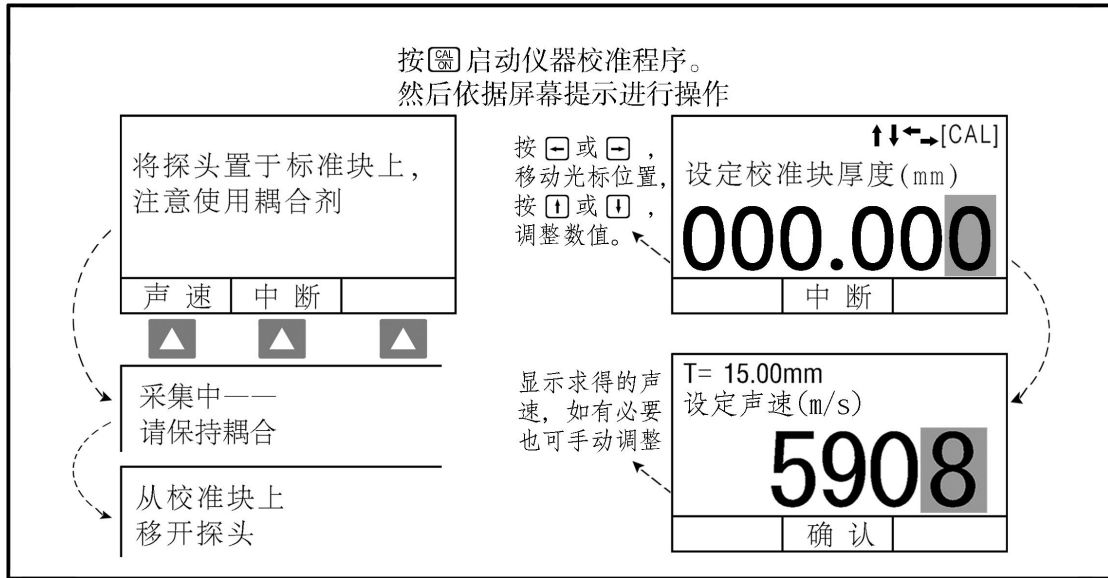 按CAL ON启动仪器校准程序。
然后依据屏幕提示进行操作
将探头置于标准块上，
注意使用耦合剂
声 速 中 断
采集中——
请保持耦合
从校准块上
移开探头
按←或→，
移动光标位置，
按↑或↓，
调整数值。
↑↓←→[CAL]
设定校准块厚度(mm)
000.000
中 断
显示求得的声
速，如有必要
也可手动调整
T= 15.00mm
设定声速(m/s)
5908
确 认